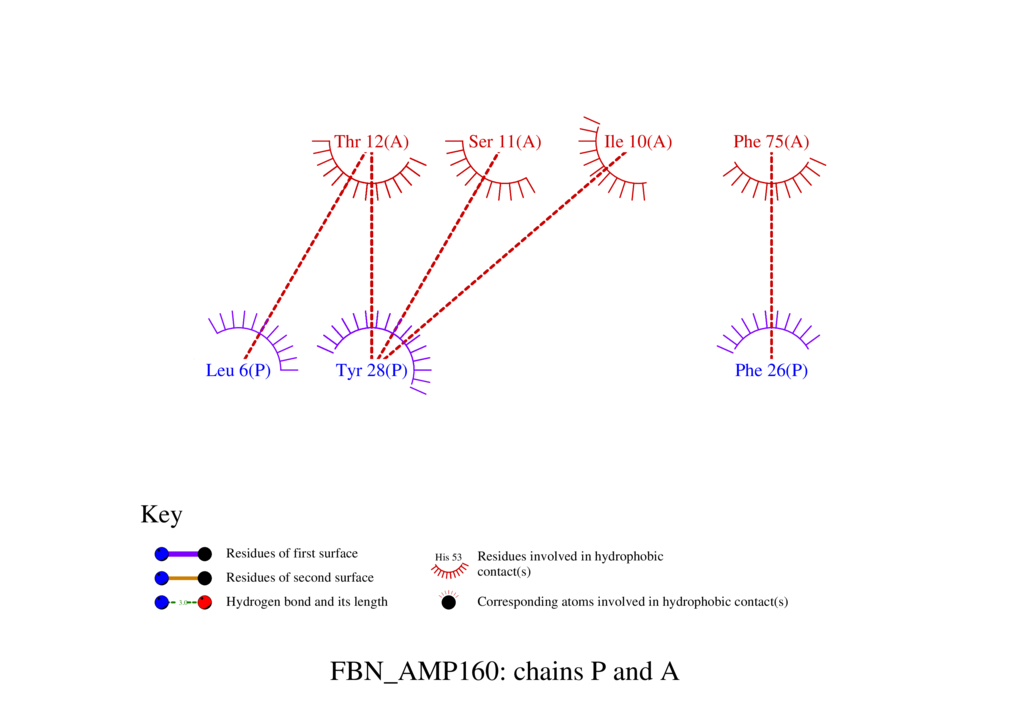 Thr 12(A) Ser 11(A) Ile 10(A) Phe 75(A)
Leu 6(P) Tyr 28(P) Phe 26(P)
Key
Residues of first surface
Residues of second surface
3.0
Hydrogen bond and its length
His 53
Residues involved in hydrophobic
contact(s)
Corresponding atoms involved in hydrophobic contact(s)
FBN_AMP160: chains P and A